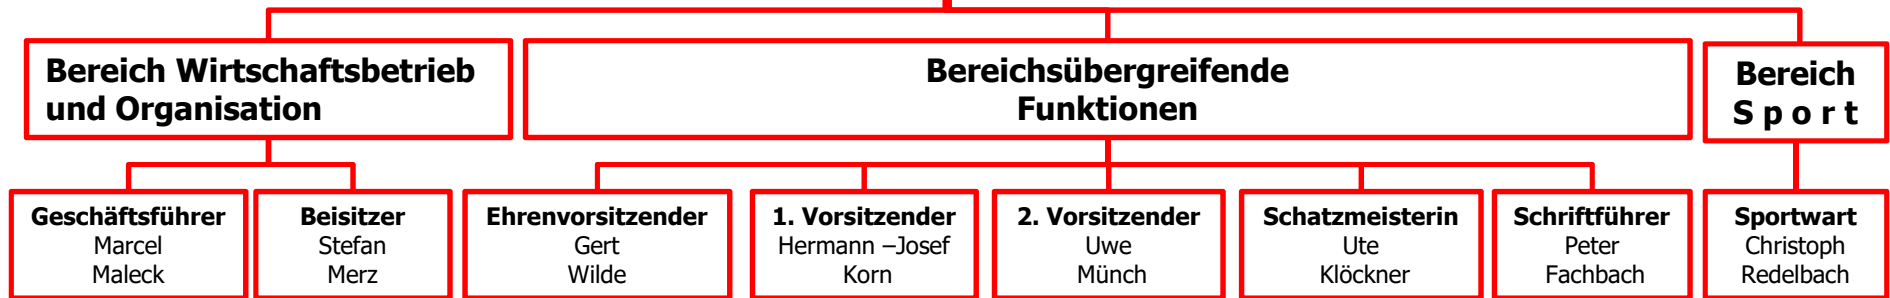 Bereich Wirtschaftsbetrieb
und Organisation
Bereichsübergreifende
Funktionen
Bereich
S p o r t
Geschäftsführer
Marcel
Maleck
Beisitzer
Stefan
Merz
Ehrenvorsitzender
Gert
Wilde
1. Vorsitzender
Hermann –Josef
Korn
2. Vorsitzender
Uwe
Münch
Schatzmeisterin
Ute
Klöckner
Schriftführer
Peter
Fachbach
Sportwart
Christoph
Redelbach